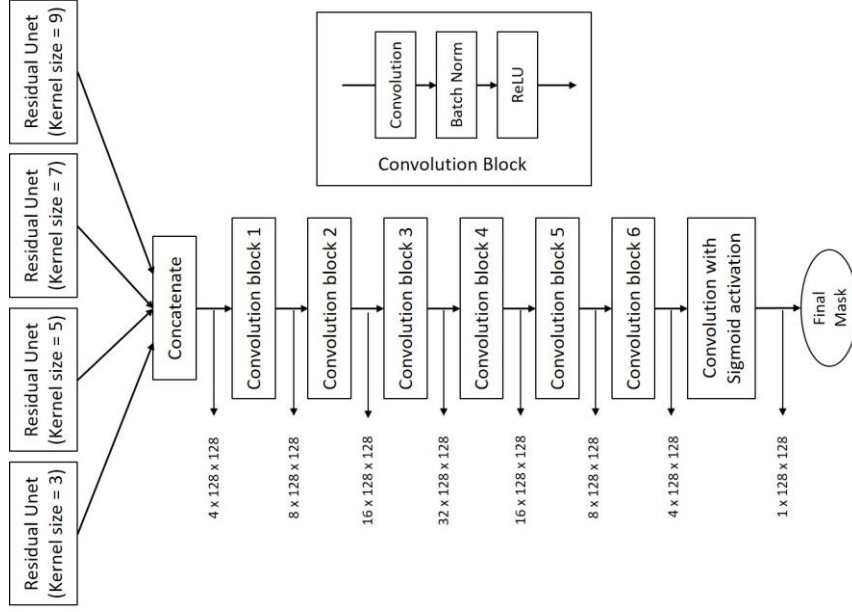 Residual Unet
(Kernel size = 3)
Residual Unet
(Kernel size = 5)
Residual Unet
(Kernel size = 7)
Residual Unet
(Kernel size = 9)
Concatenate
4 x 128 x 128
Convolution block 1
8 x 128 x 128
Convolution block 2
16 x 128 x 128
Convolution block 3
32 x 128 x 128
Convolution block 4
16 x 128 x 128
Convolution block 5
8 x 128 x 128
Convolution block 6
4 x 128 x 128
Convolution with
Sigmoid activation
1 x 128 x 128
Final
Mask
Convolution
Batch Norm
ReLU
Convolution Block